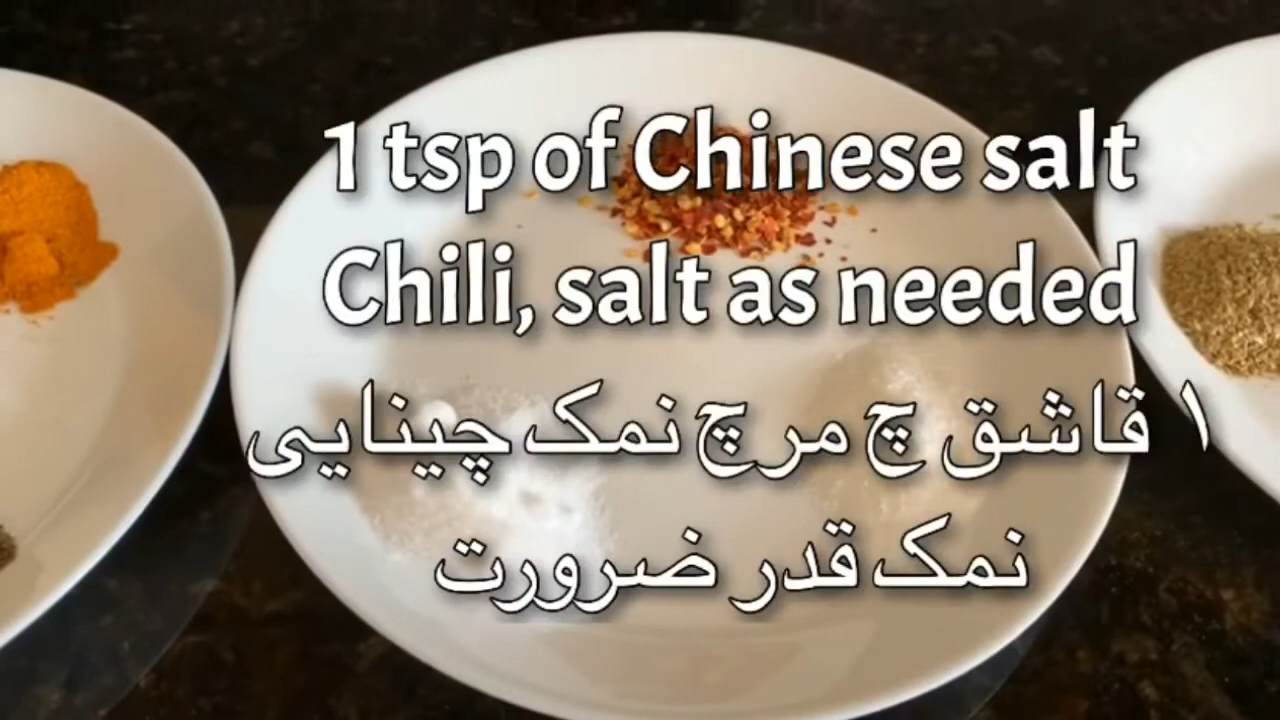 1 tsp of Chinese salt
Chili, salt as needed
۱ قاشق چ مرچ نمک چینایی
نمک قدر ضرورت